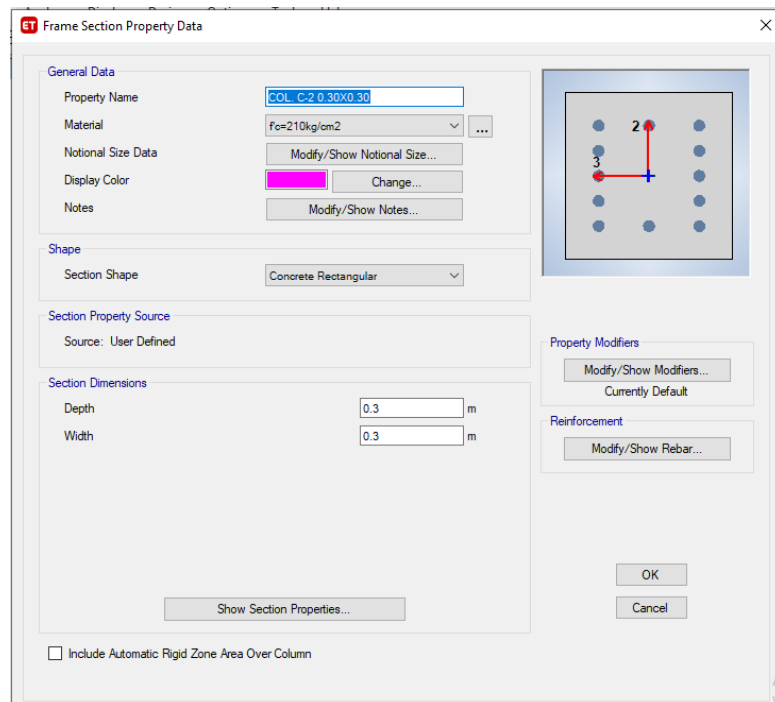 ET Frame Section Property Data
General Data
Property Name COL. C-2 0.30X0.30
Material f'c=210kg/cm2 ...
Notional Size Data Modify/Show Notional Size...
Display Color Change...
Notes Modify/Show Notes...
Shape
Section Shape Concrete Rectangular
Section Property Source
Source: User Defined
Section Dimensions
Depth 0.3 m
Width 0.3 m
Show Section Properties...
Include Automatic Rigid Zone Area Over Column
2
3
Property Modifiers
Modify/Show Modifiers...
Currently Default
Reinforcement
Modify/Show Rebar...
OK
Cancel